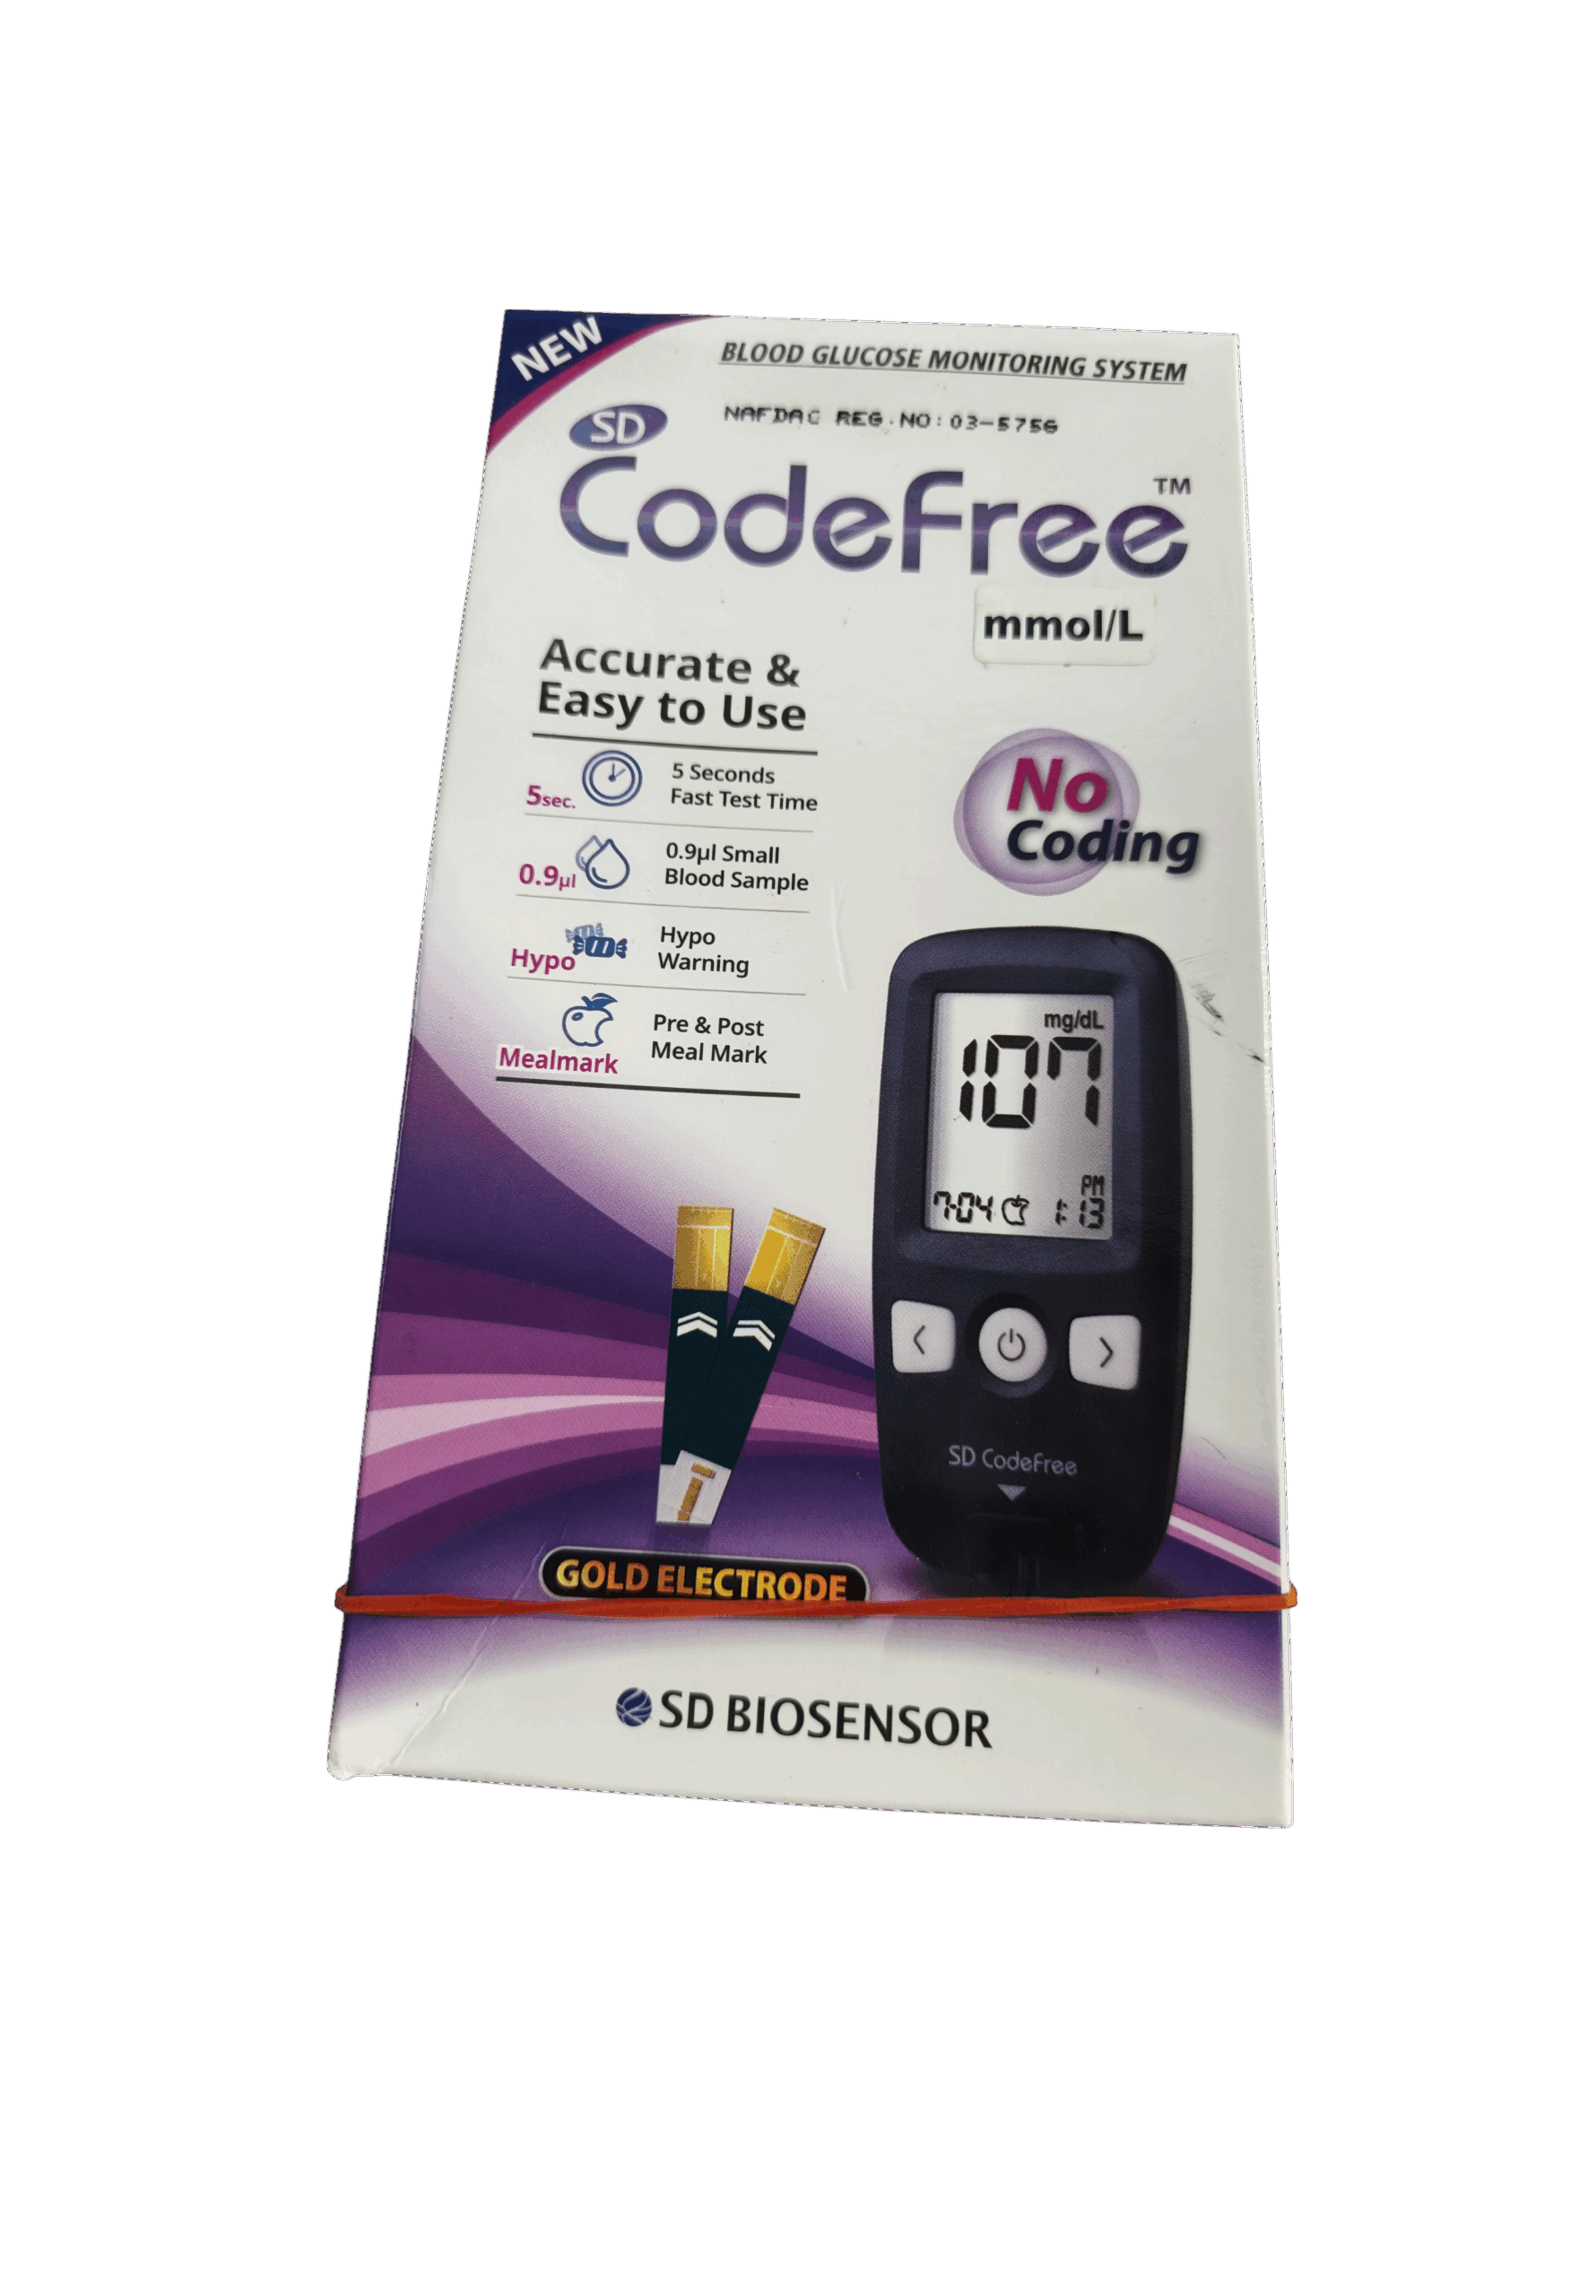 NEW
BLOOD GLUCOSE MONITORING SYSTEM
NAFDAC REG.NO: 03-5756
SD
CodeFree™
mmol/L
Accurate &
Easy to Use
5sec.
5 Seconds
Fast Test Time
0.9µl
0.9µl Small
Blood Sample
Hypo
Hypo
Warning
Mealmark
Pre & Post
Meal Mark
No
Coding
mg/dL
107
PM
7-04 1:13
SD CodeFree
GOLD ELECTRODE
SD BIOSENSOR